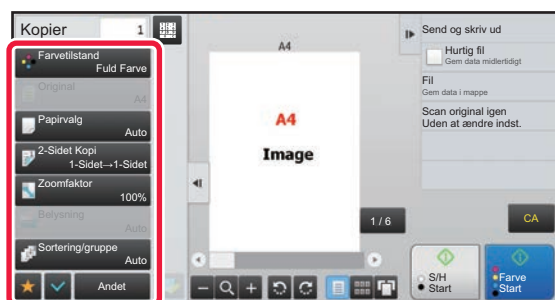 Kopier
1
Farvetilstand
Fuld Farve
Original
A4
Papirvalg
Auto
2-Sidet Kopi
1-Sidet→1-Sidet
Zoomfaktor
100%
Belysning
Auto
Sortering/gruppe
Auto
Andet
A4
A4
Image
1 / 6
Send og skriv ud
Hurtig fil
Gem data midlertidigt
Fil
Gem data i mappe
Scan original igen
Uden at ændre indst.
CA
S/H
Start
Farve
Start